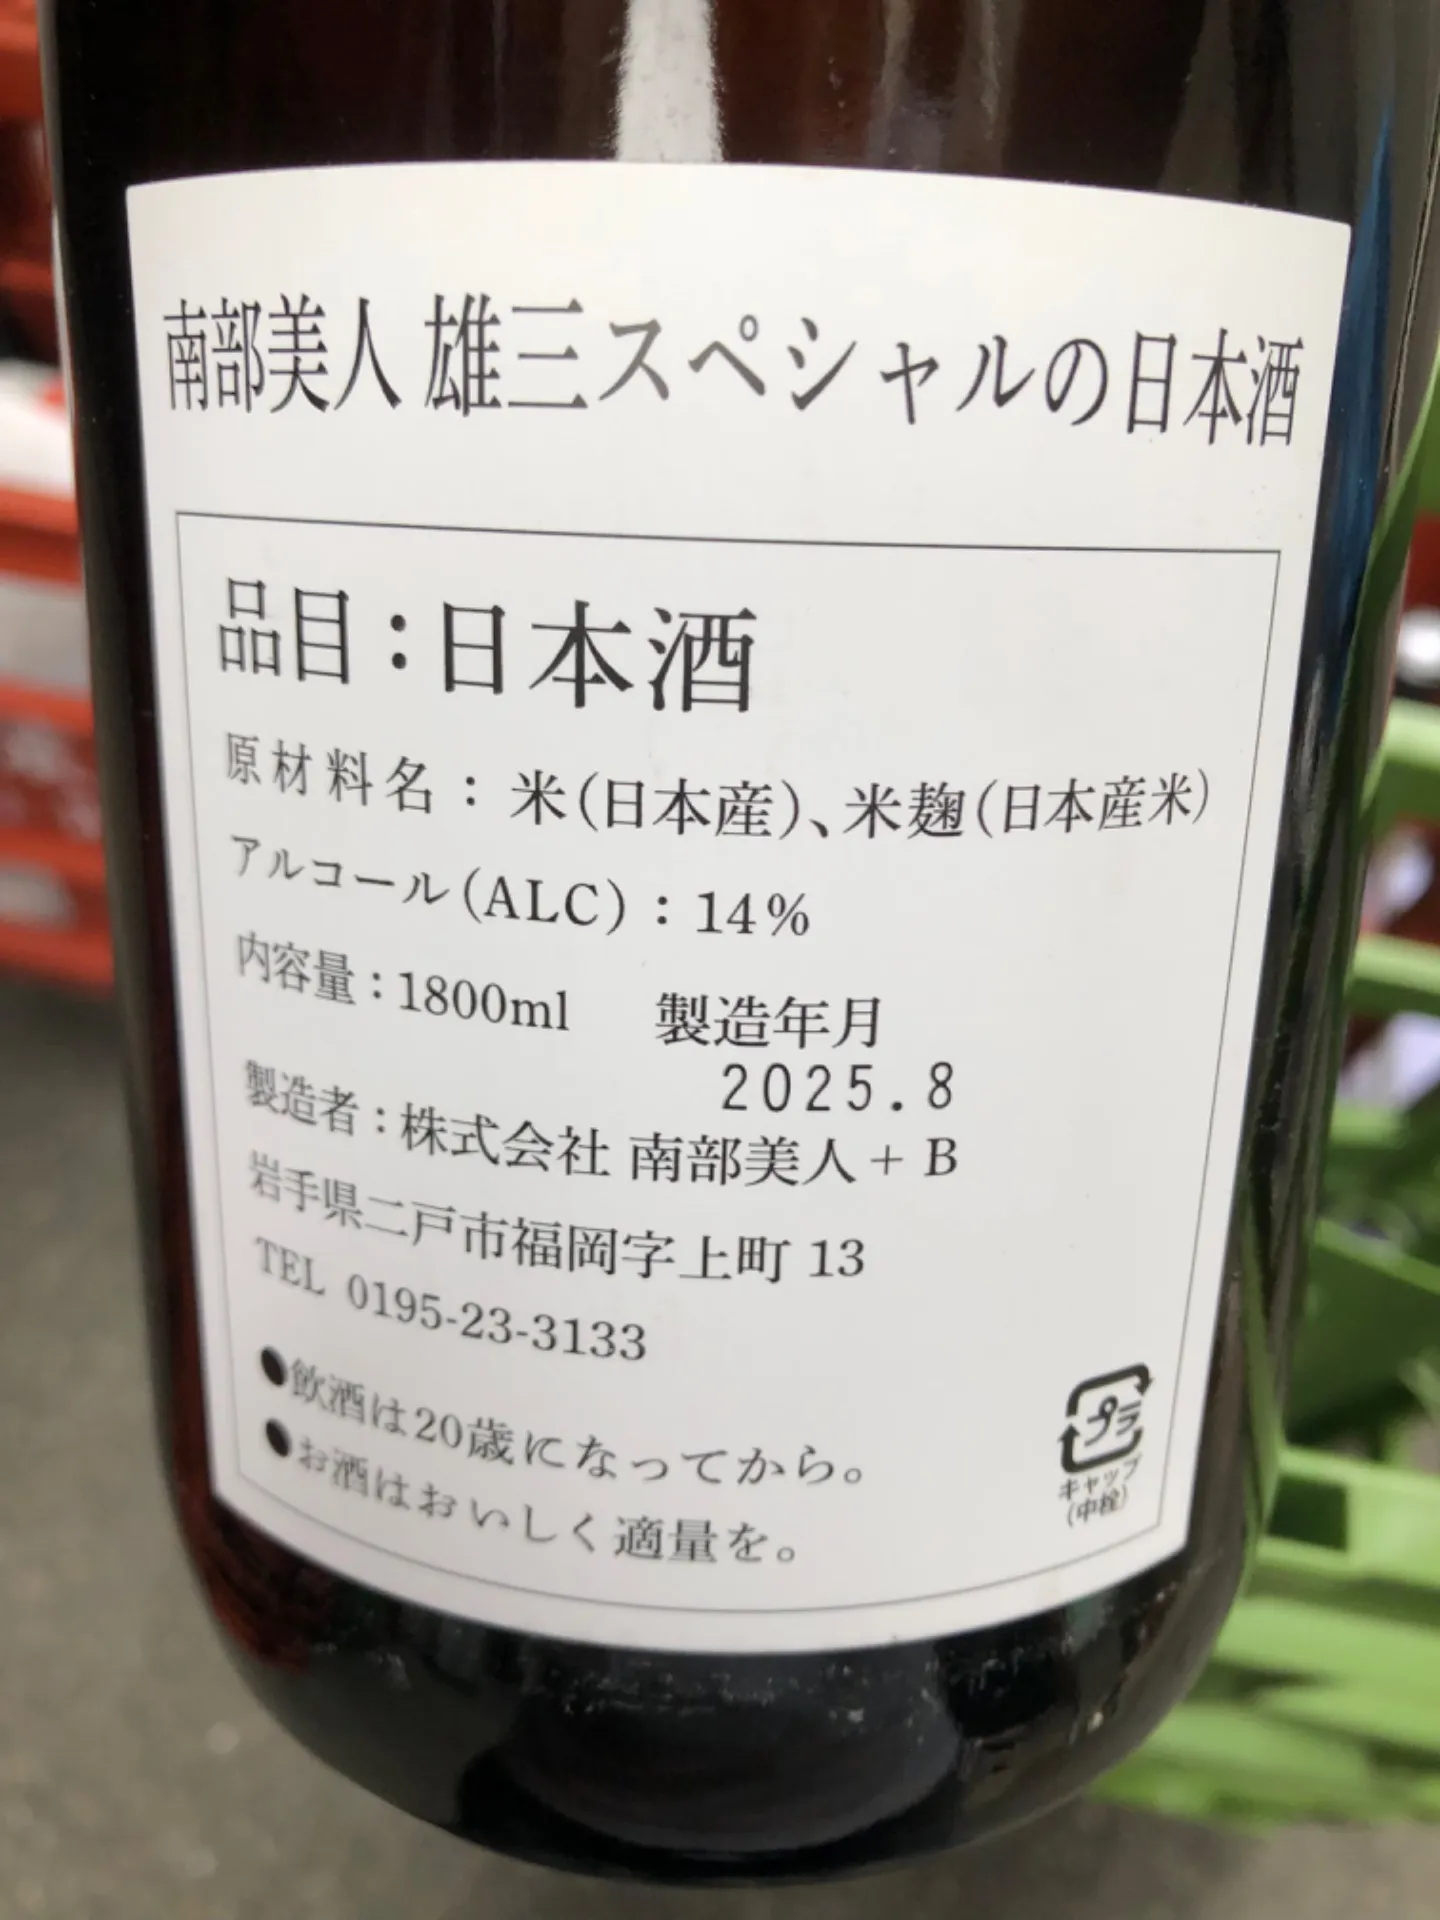 南部美人 雄三スペシャルの日本酒
品目：日本酒
原材料名：米(日本産)、米麹(日本産米)
アルコール(ALC)：14%
内容量：1800ml 製造年月
2025.8
製造者：株式会社 南部美人+ B
岩手県二戸市福岡字上町 13
TEL 0195-23-3133
●飲酒は20歳になってから。
●お酒はおいしく適量を。
プラ
キャップ
(中栓)